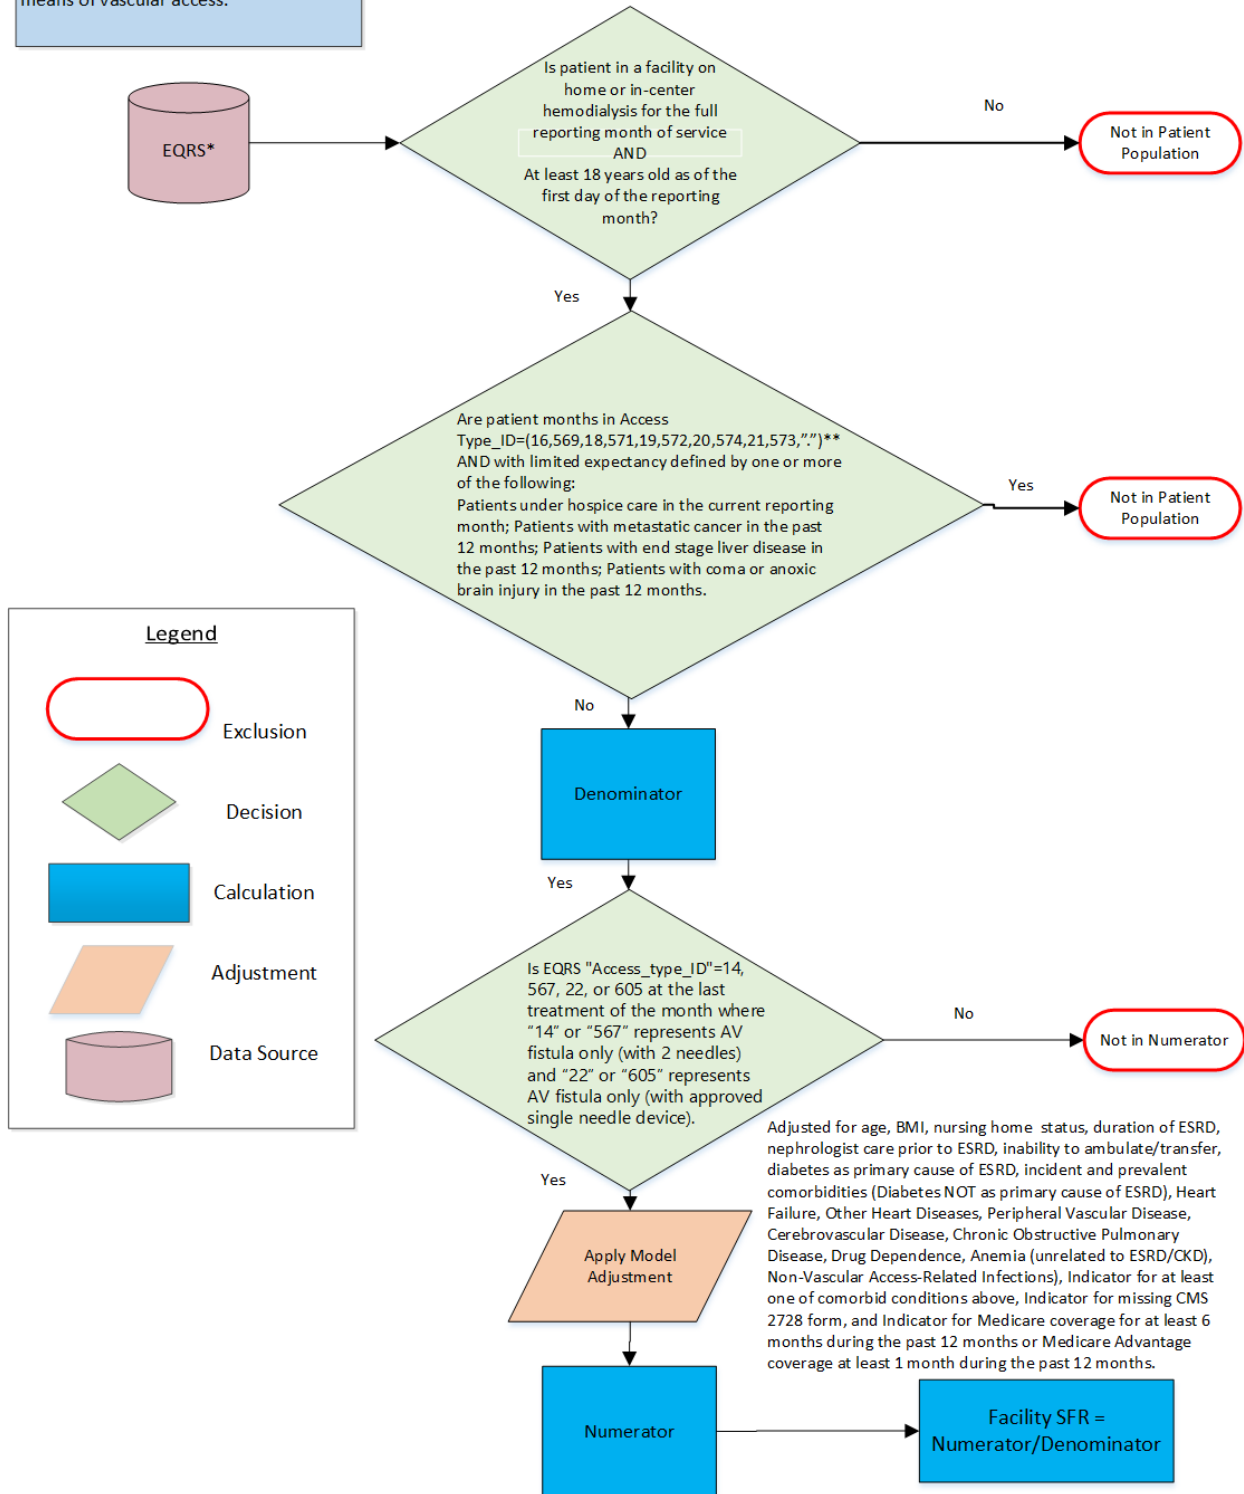 means of vascular access.
Is patient in a facility on
home or in-center
hemodialysis for the full
reporting month of service
AND
At least 18 years old as of the
first day of the reporting
month?
EQRS*
No
Not in Patient
Population
Yes
Are patient months in Access
Type_ID=(16,569,18,571,19,572,20,574,21,573,”.”)**
AND with limited expectancy defined by one or more
of the following:
Patients under hospice care in the current reporting
month; Patients with metastatic cancer in the past
12 months; Patients with end stage liver disease in
the past 12 months; Patients with coma or anoxic
brain injury in the past 12 months.
Yes
Not in Patient
Population
Legend
Exclusion
Decision
Calculation
Adjustment
Data Source
No
Denominator
Yes
Is EQRS "Access_type_ID"=14,
567, 22, or 605 at the last
treatment of the month where
“14” or “567” represents AV
fistula only (with 2 needles)
and “22” or “605” represents
AV fistula only (with approved
single needle device).
No
Not in Numerator
Yes
Apply Model
Adjustment
Adjusted for age, BMI, nursing home status, duration of ESRD,
nephrologist care prior to ESRD, inability to ambulate/transfer,
diabetes as primary cause of ESRD, incident and prevalent
comorbidities (Diabetes NOT as primary cause of ESRD), Heart
Failure, Other Heart Diseases, Peripheral Vascular Disease,
Cerebrovascular Disease, Chronic Obstructive Pulmonary
Disease, Drug Dependence, Anemia (unrelated to ESRD/CKD),
Non-Vascular Access-Related Infections), Indicator for at least
one of comorbid conditions above, Indicator for missing CMS
2728 form, and Indicator for Medicare coverage for at least 6
months during the past 12 months or Medicare Advantage
coverage at least 1 month during the past 12 months.
Numerator
Facility SFR =
Numerator/Denominator